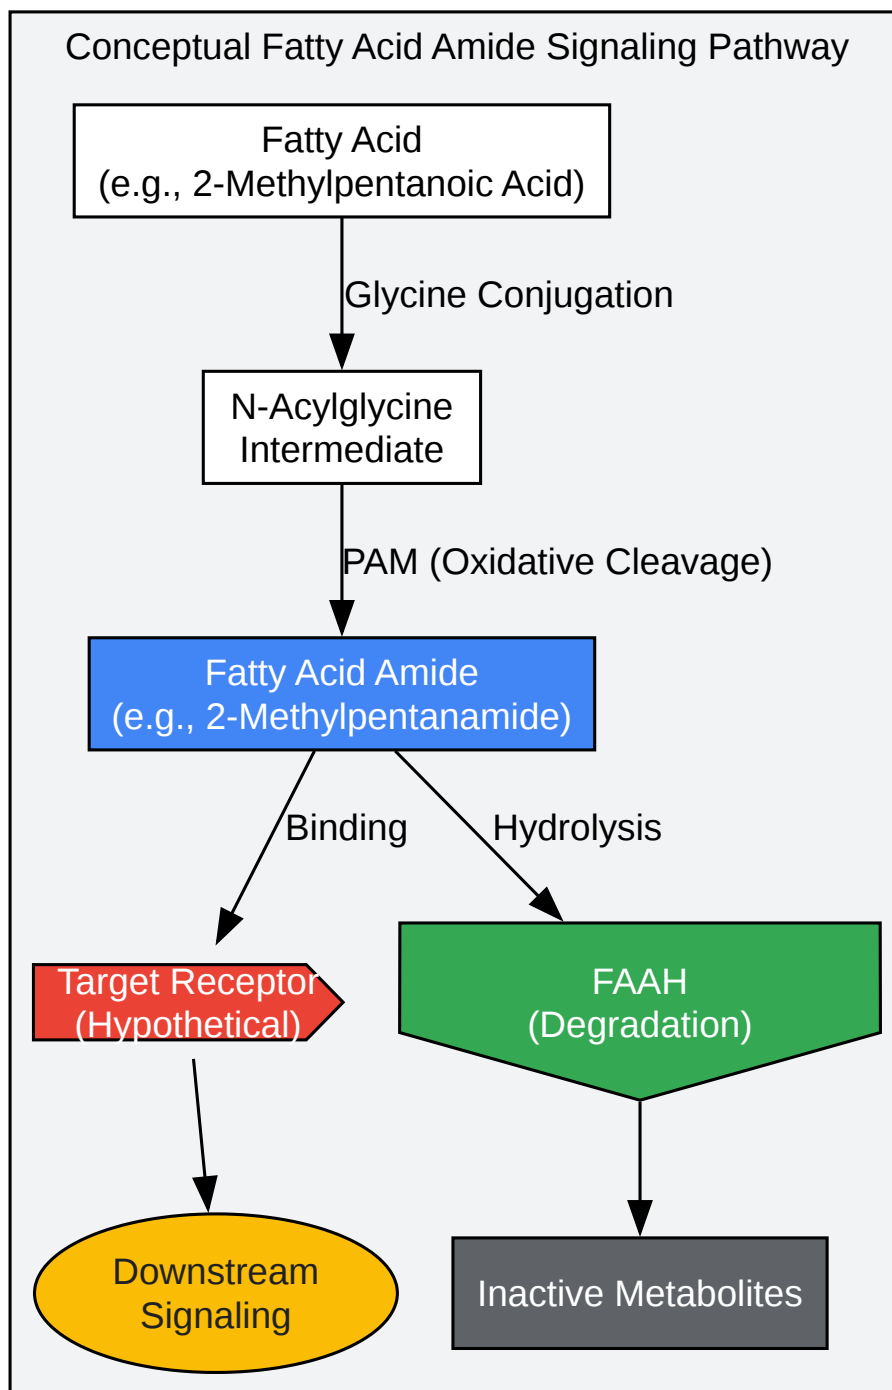 Conceptual Fatty Acid Amide Signaling Pathway
Fatty Acid
(e.g., 2-Methylpentanoic Acid)
Glycine Conjugation
N-Acylglycine
Intermediate
PAM (Oxidative Cleavage)
Fatty Acid Amide
(e.g., 2-Methylpentanamide)
Binding
Hydrolysis
Target Receptor
(Hypothetical)
FAAH
(Degradation)
Downstream
Signaling
Inactive Metabolites